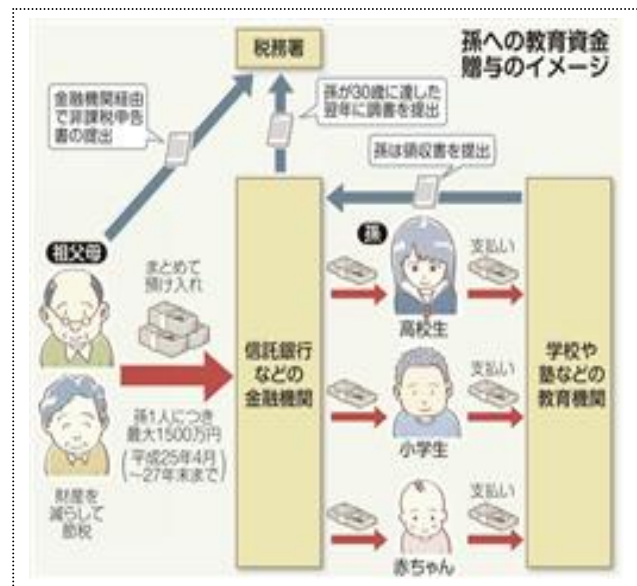 孫への教育資金
贈与のイメージ
税務署
金融機関経由
で非課税申告
書の提出
孫が30歳に達した
翌年に調書を提出
孫は領収書を提出
祖父母
まとめて
預け入れ
孫1人につき
最大1500万円
(平成25年4月
~27年末まで)
財産を
減らして
節税
信託銀行
などの
金融機関
孫
高校生
支払い
小学生
支払い
赤ちゃん
支払い
学校や
塾などの
教育機関